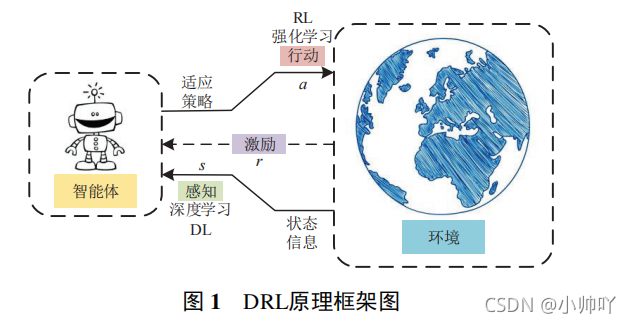 RL
强化学习
行动
a
适应
策略
激励
r
s
感知
深度学习
DL
状态
信息
智能体
环境
图 1 DRL原理框架图
CSDN @小帅吖